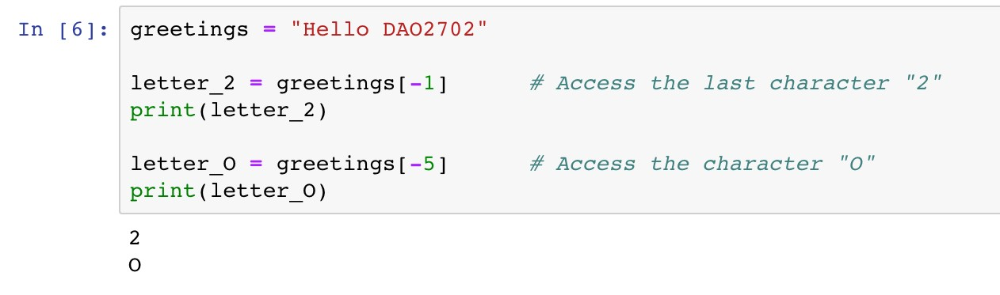 In [6]: greetings = "Hello DAO2702"
letter_2 = greetings[-1]      # Access the last character "2"
print(letter_2)
letter_O = greetings[-5]      # Access the character "O"
print(letter_O)
2
O